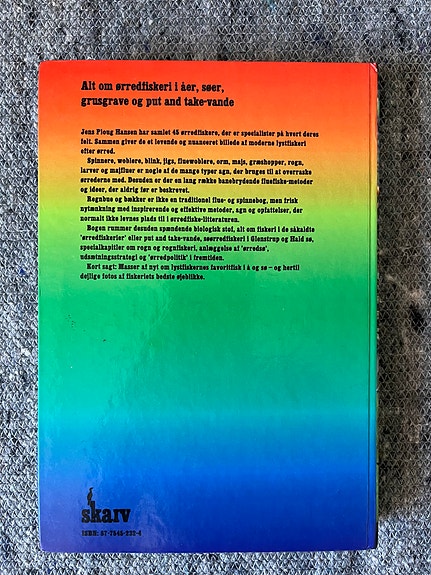 Alt om ørredfiskeri i åer, søer,
grusgrave og put and take-vande
Jens Ploug Hansen har samlet 45 ørredfiskere, der er specialister på hvert deres
felt. Sammen giver de et levende og nuanceret billede af moderne lystfiskeri
efter ørred.
Spinnere, woblere, blink, jigs, fluewoblere, orm, majs, græshopper, rogn,
larver og majfluer er nogle af de mange typer agn, der bruges til at overraske
ørrederne med. Desuden er der en lang række banebrydende fluefiske-metoder
og ideer, der aldrig før er beskrevet.
Regnbue og bækker er ikke en traditionel flue- og spinnebog, men frisk
nytænkning med inspirerende og effektive metoder, agn og opfattelser, der
normalt ikke levnes plads til i ørredfiske-litteraturen.
Bogen rummer desuden spændende biologisk stof, alt om fiskeri i de såkaldte
'ørredfiskerier' eller put and take-vande, søørredfiskeri i Glenstrup og Hald sø,
specialkapitler om rogn og rognfiskeri, anlæggelse af 'ørredsø',
udsætningsstrategi og 'ørredpolitik' i fremtiden.
Kort sagt: Masser af nyt om lystfiskernes favoritfisk i å og sø – og hertil
dejlige fotos af fiskeriets bedste øjeblikke.
skarv
ISBN: 87-7545-232-4